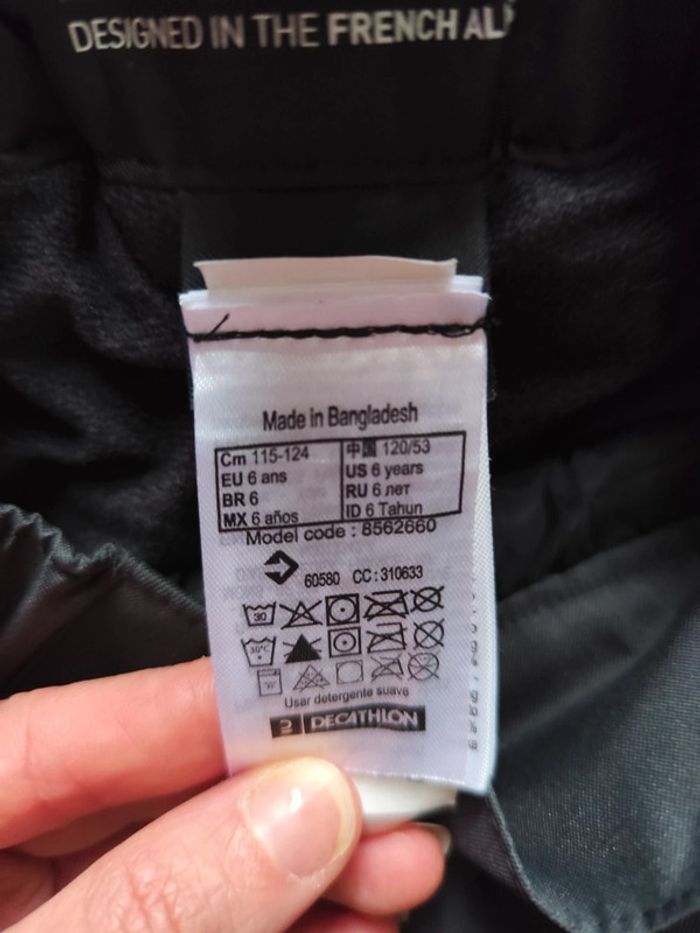 DESIGNED IN THE FRENCH AL
Made in Bangladesh
Cm 115-124
EU 6 ans
BR 6
MX 6 años
中国 120/53
US 6 years
RU 6 лет
ID 6 Tahun
Model code : 8562660
60580 CC : 310633
30
30°C
Usar detergente suave
DECATHLON